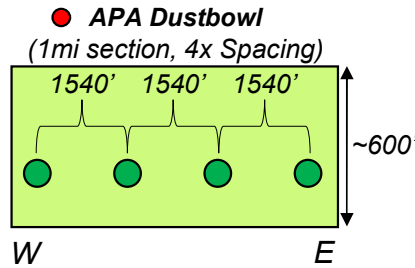 APA Dustbowl
(1mi section, 4x Spacing)
1540’ 1540’ 1540’
~600’
W E